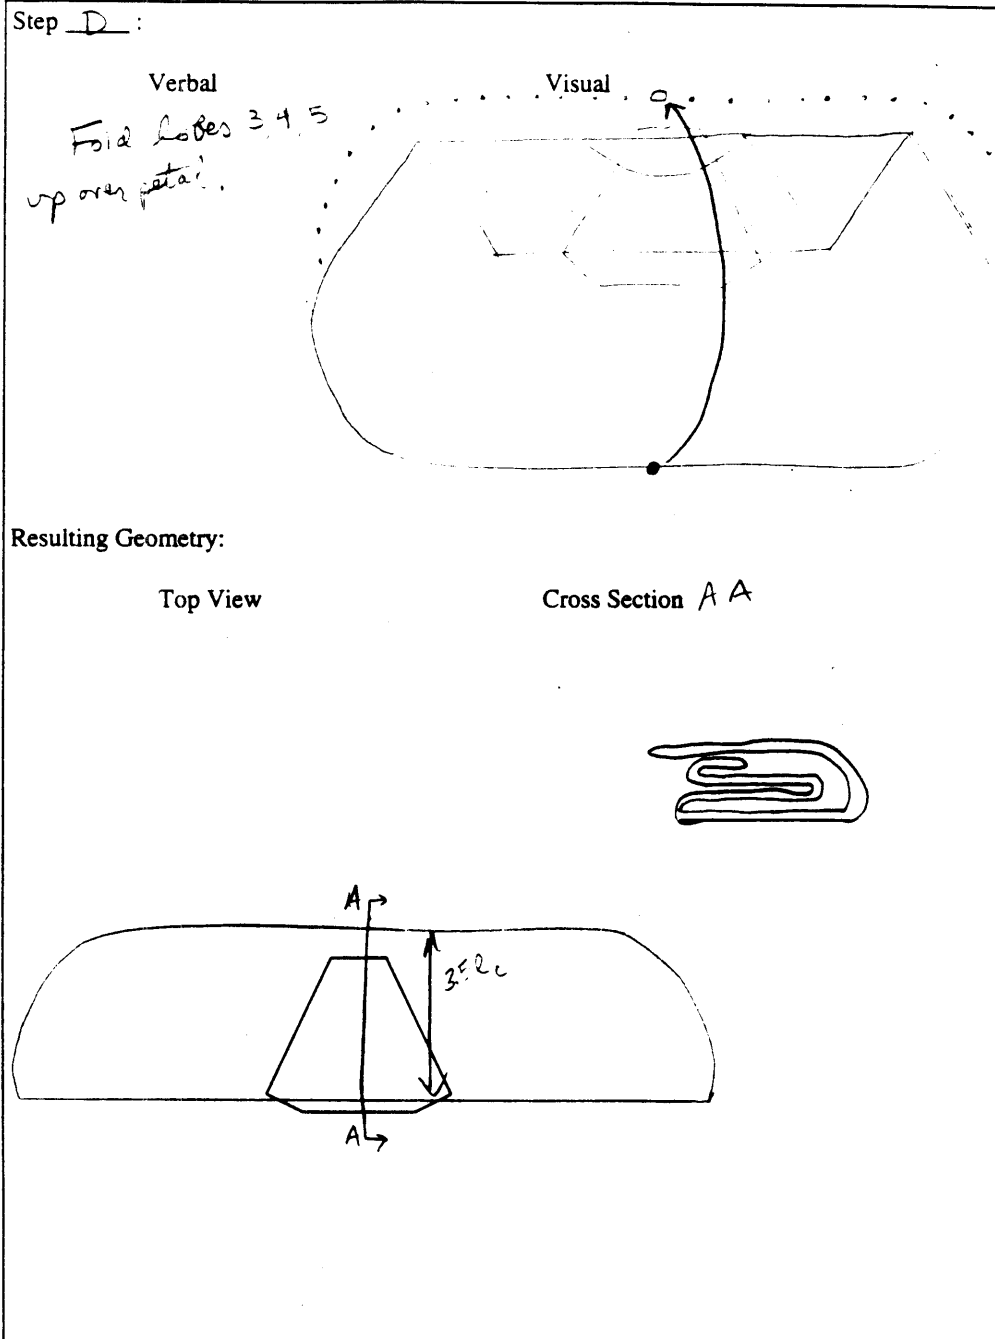 Step D :
Verbal
Visual
Fold lobes 3, 4, 5
up over petal.
Resulting Geometry:
Top View
Cross Section A A
A
A